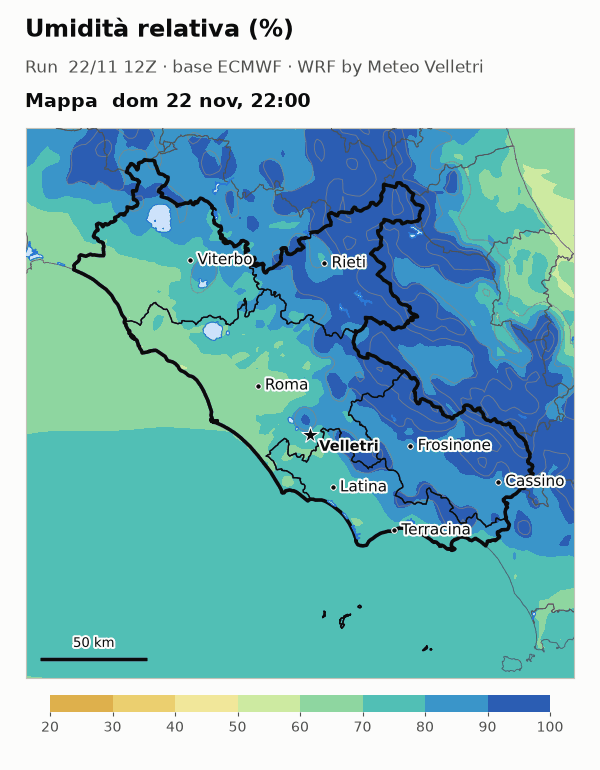 Umidità relativa (%)
Run  22/11 12Z · base ECMWF · WRF by Meteo Velletri
Mappa  dom 22 nov, 22:00
Viterbo
Rieti
Roma
Velletri
Frosinone
Cassino
Latina
Terracina
50 km
20 30 40 50 60 70 80 90 100